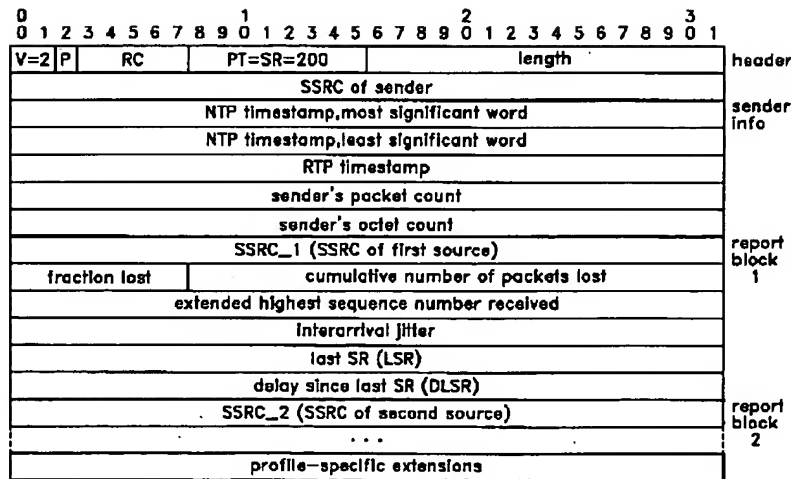 0 1 2 3
0 1 2 3 4 5 6 7 8 9 0 1 2 3 4 5 6 7 8 9 0 1 2 3 4 5 6 7 8 9 0 1
V=2 P RC PT=SR=200 length header
SSRC of sender
NTP timestamp,most significant word sender info
NTP timestamp,least significant word
RTP timestamp
sender's packet count
sender's octet count
SSRC_1 (SSRC of first source) report block 1
fraction lost cumulative number of packets lost
extended highest sequence number received
interarrival jitter
last SR (LSR)
delay since last SR (DLSR)
SSRC_2 (SSRC of second source) report block 2
...
profile-specific extensions